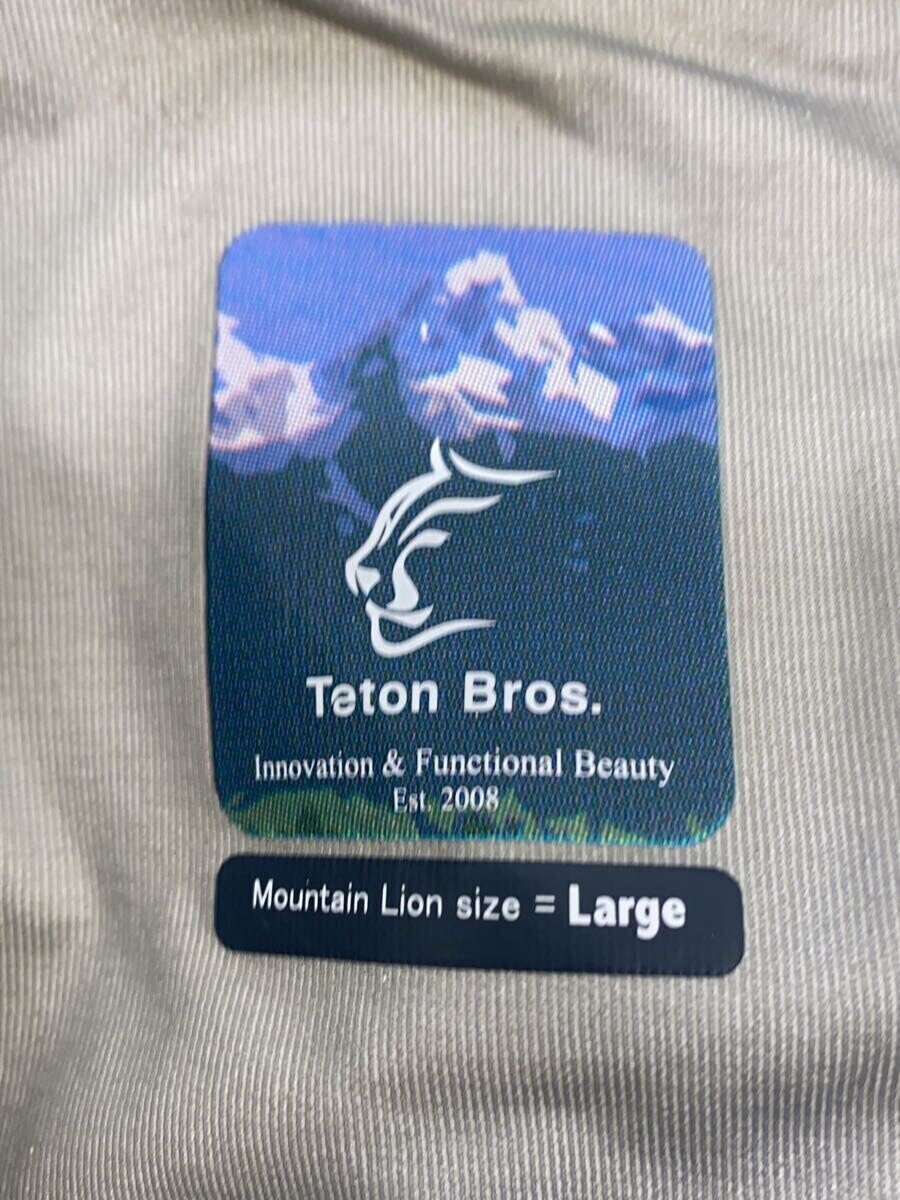 Teton Bros.
Innovation & Functional Beauty
Est. 2008
Mountain Lion size = Large